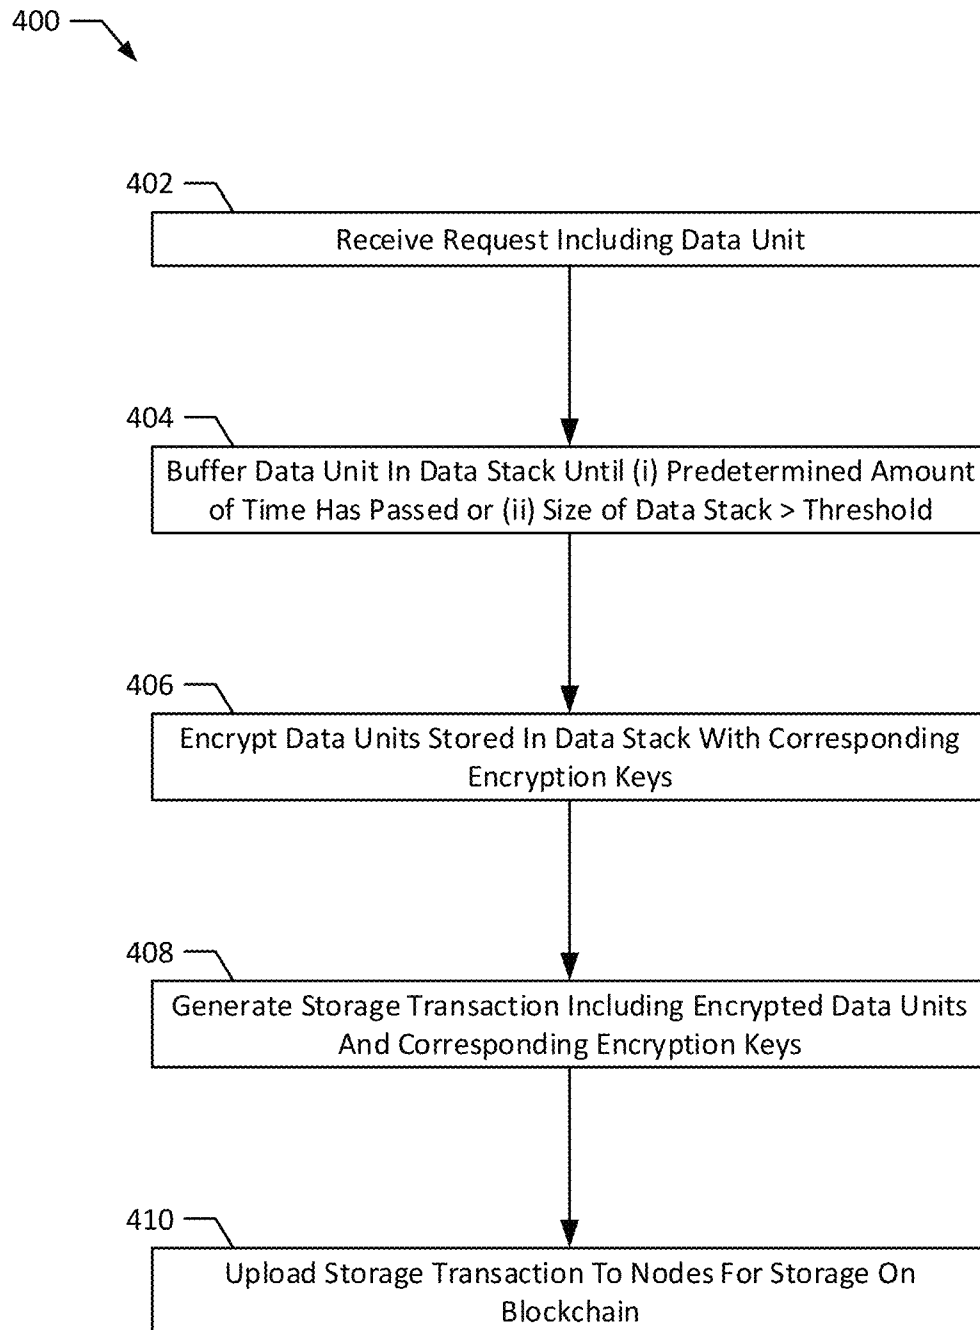 400
402
Receive Request Including Data Unit
404
Buffer Data Unit In Data Stack Until (i) Predetermined Amount
of Time Has Passed or (ii) Size of Data Stack > Threshold
406
Encrypt Data Units Stored In Data Stack With Corresponding
Encryption Keys
408
Generate Storage Transaction Including Encrypted Data Units
And Corresponding Encryption Keys
410
Upload Storage Transaction To Nodes For Storage On
Blockchain